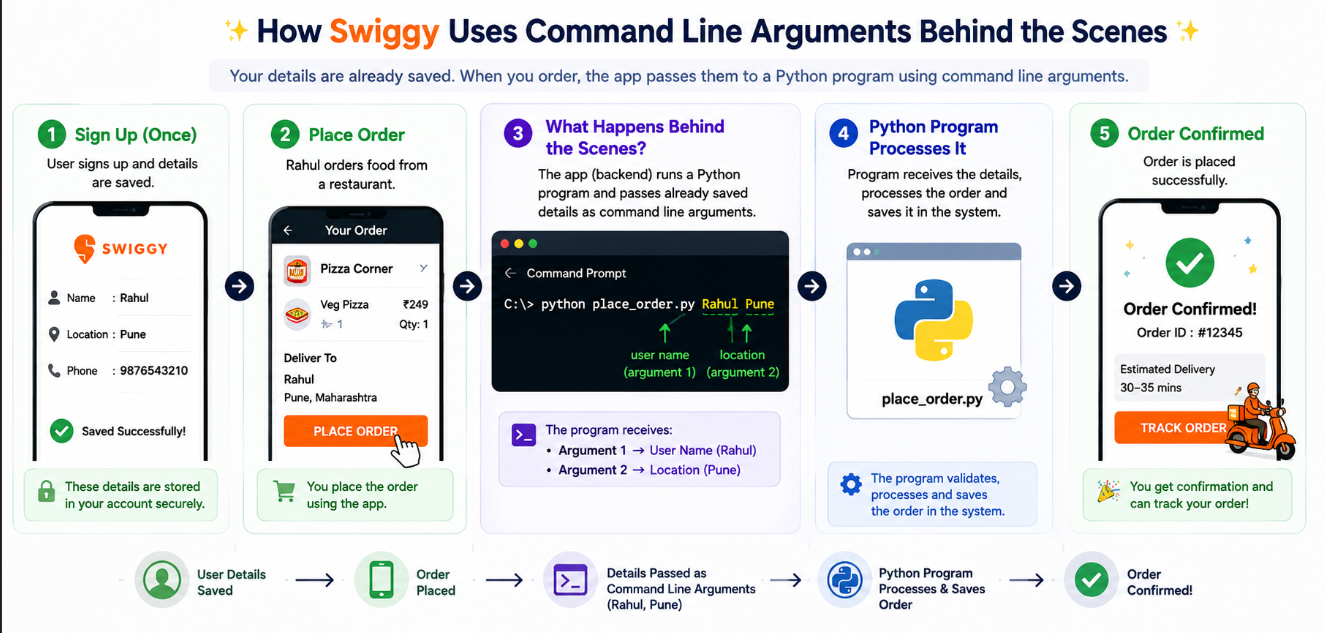 How Swiggy Uses Command Line Arguments Behind the Scenes
Your details are already saved. When you order, the app passes them to a Python program using command line arguments.
1 Sign Up (Once)
User signs up and details
are saved.
SWIGGY
Name : Rahul
Location : Pune
Phone : 9876543210
Saved Successfully!
These details are stored
in your account securely.
2 Place Order
Rahul orders food from
a restaurant.
Your Order
Pizza Corner
Veg Pizza ₹249
1 Qty: 1
Deliver To
Rahul
Pune, Maharashtra
PLACE ORDER
You place the order
using the app.
3 What Happens Behind
the Scenes?
The app (backend) runs a Python
program and passes already saved
details as command line arguments.
Command Prompt
C:\> python place_order.py Rahul Pune
user name location
(argument 1) (argument 2)
The program receives:
• Argument 1 → User Name (Rahul)
• Argument 2 → Location (Pune)
4 Python Program
Processes It
Program receives the details,
processes the order and
saves it in the system.
place_order.py
The program validates,
processes and saves
the order in the system.
5 Order Confirmed
Order is placed
successfully.
Order Confirmed!
Order ID : #12345
Estimated Delivery
30–35 mins
TRACK ORDER
You get confirmation and
can track your order!
User Details
Saved
Order
Placed
Details Passed as
Command Line Arguments
(Rahul, Pune)
Python Program
Processes & Saves
Order
Order
Confirmed!